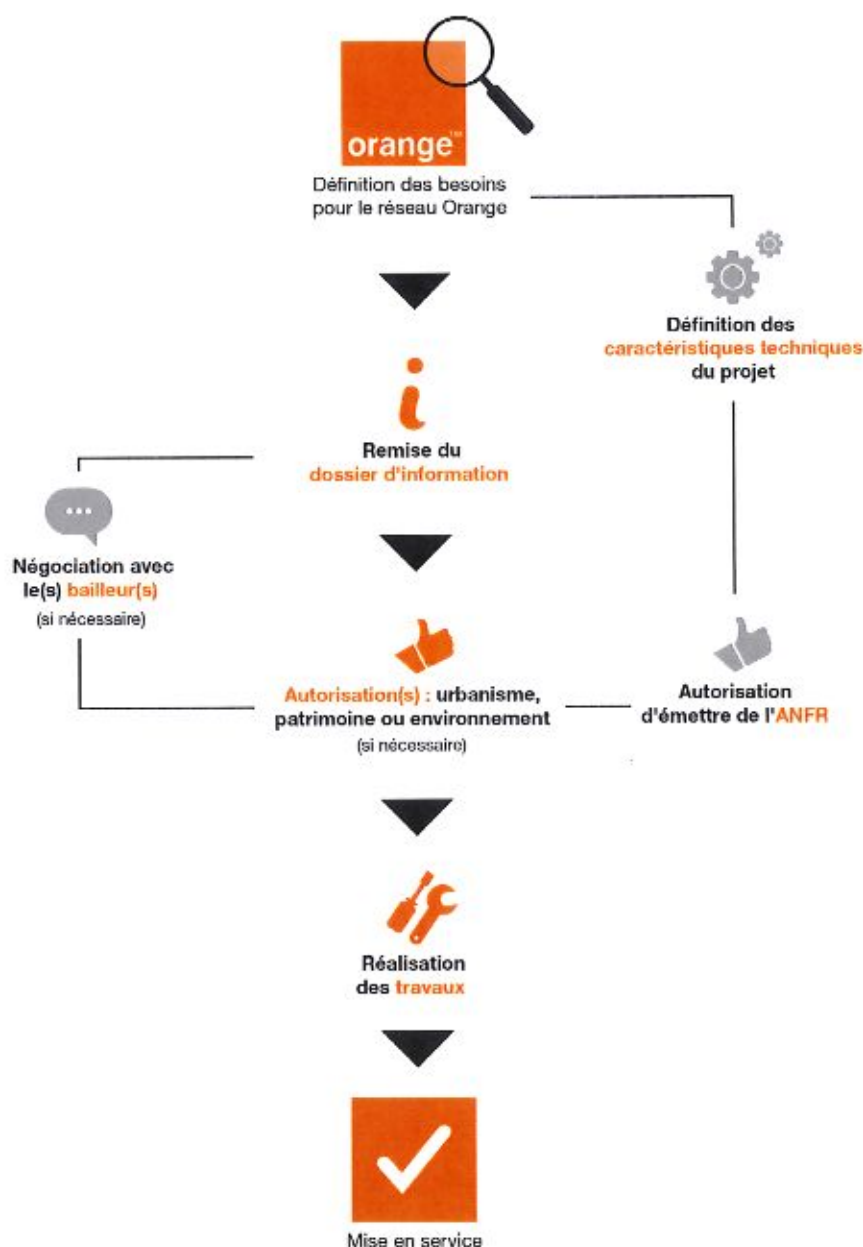 orange™
Définition des besoins
pour le réseau Orange
Définition des
caractéristiques techniques
du projet
Remise du
dossier d'information
Négociation avec
le(s) bailleur(s)
(si nécessaire)
Autorisation(s) : urbanisme,
patrimoine ou environnement
(si nécessaire)
Autorisation
d'émettre de l'ANFR
Réalisation
des travaux
Mise en service